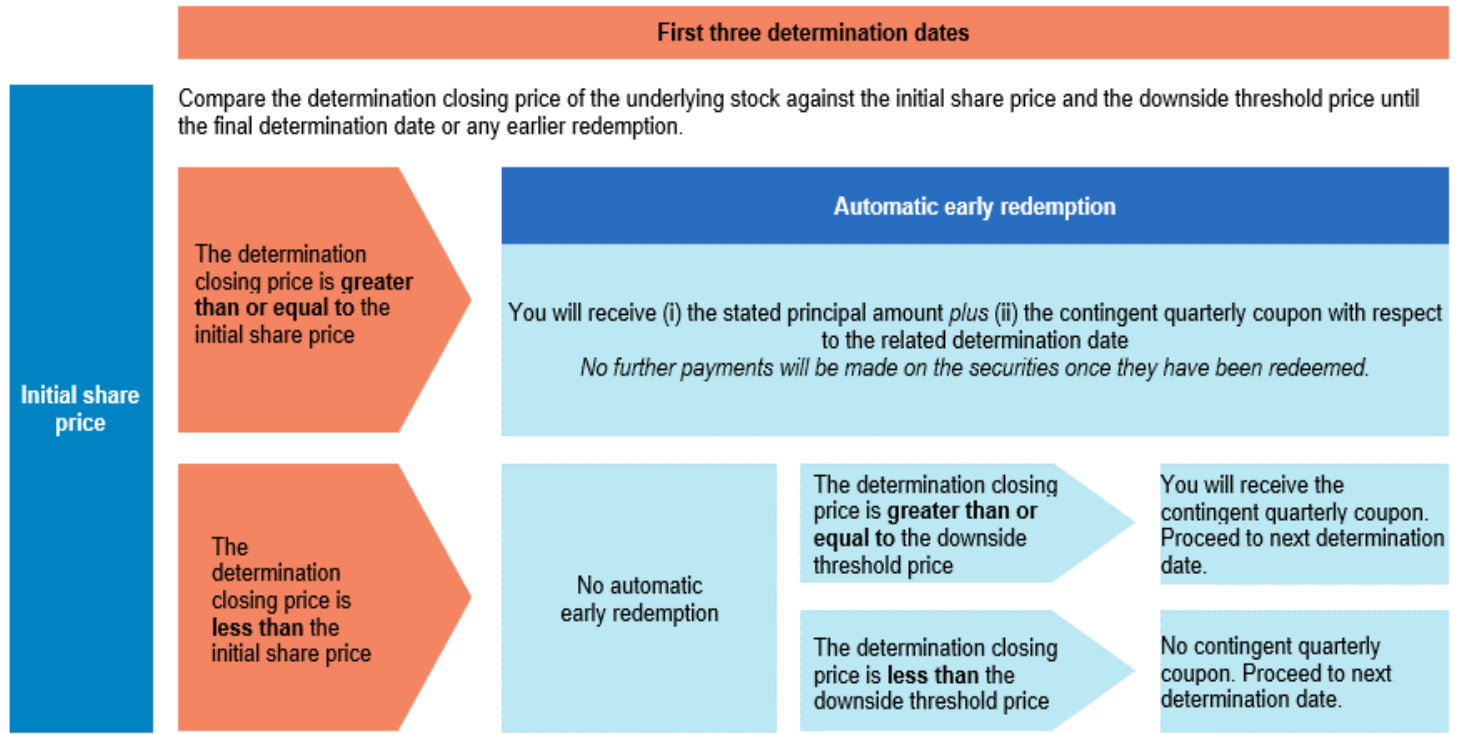 First three determination dates
Compare the determination closing price of the underlying stock against the initial share price and the downside threshold price until
the final determination date or any earlier redemption.
Initial share
price
The determination
closing price is greater
than or equal to the
initial share price
Automatic early redemption
You will receive (i) the stated principal amount plus (ii) the contingent quarterly coupon with respect
to the related determination date
No further payments will be made on the securities once they have been redeemed.
The
determination
closing price is
less than the
initial share price
No automatic
early redemption
The determination closing
price is greater than or
equal to the downside
threshold price
You will receive the
contingent quarterly coupon.
Proceed to next determination
date.
The determination closing
price is less than the
downside threshold price
No contingent quarterly
coupon. Proceed to next
determination date.